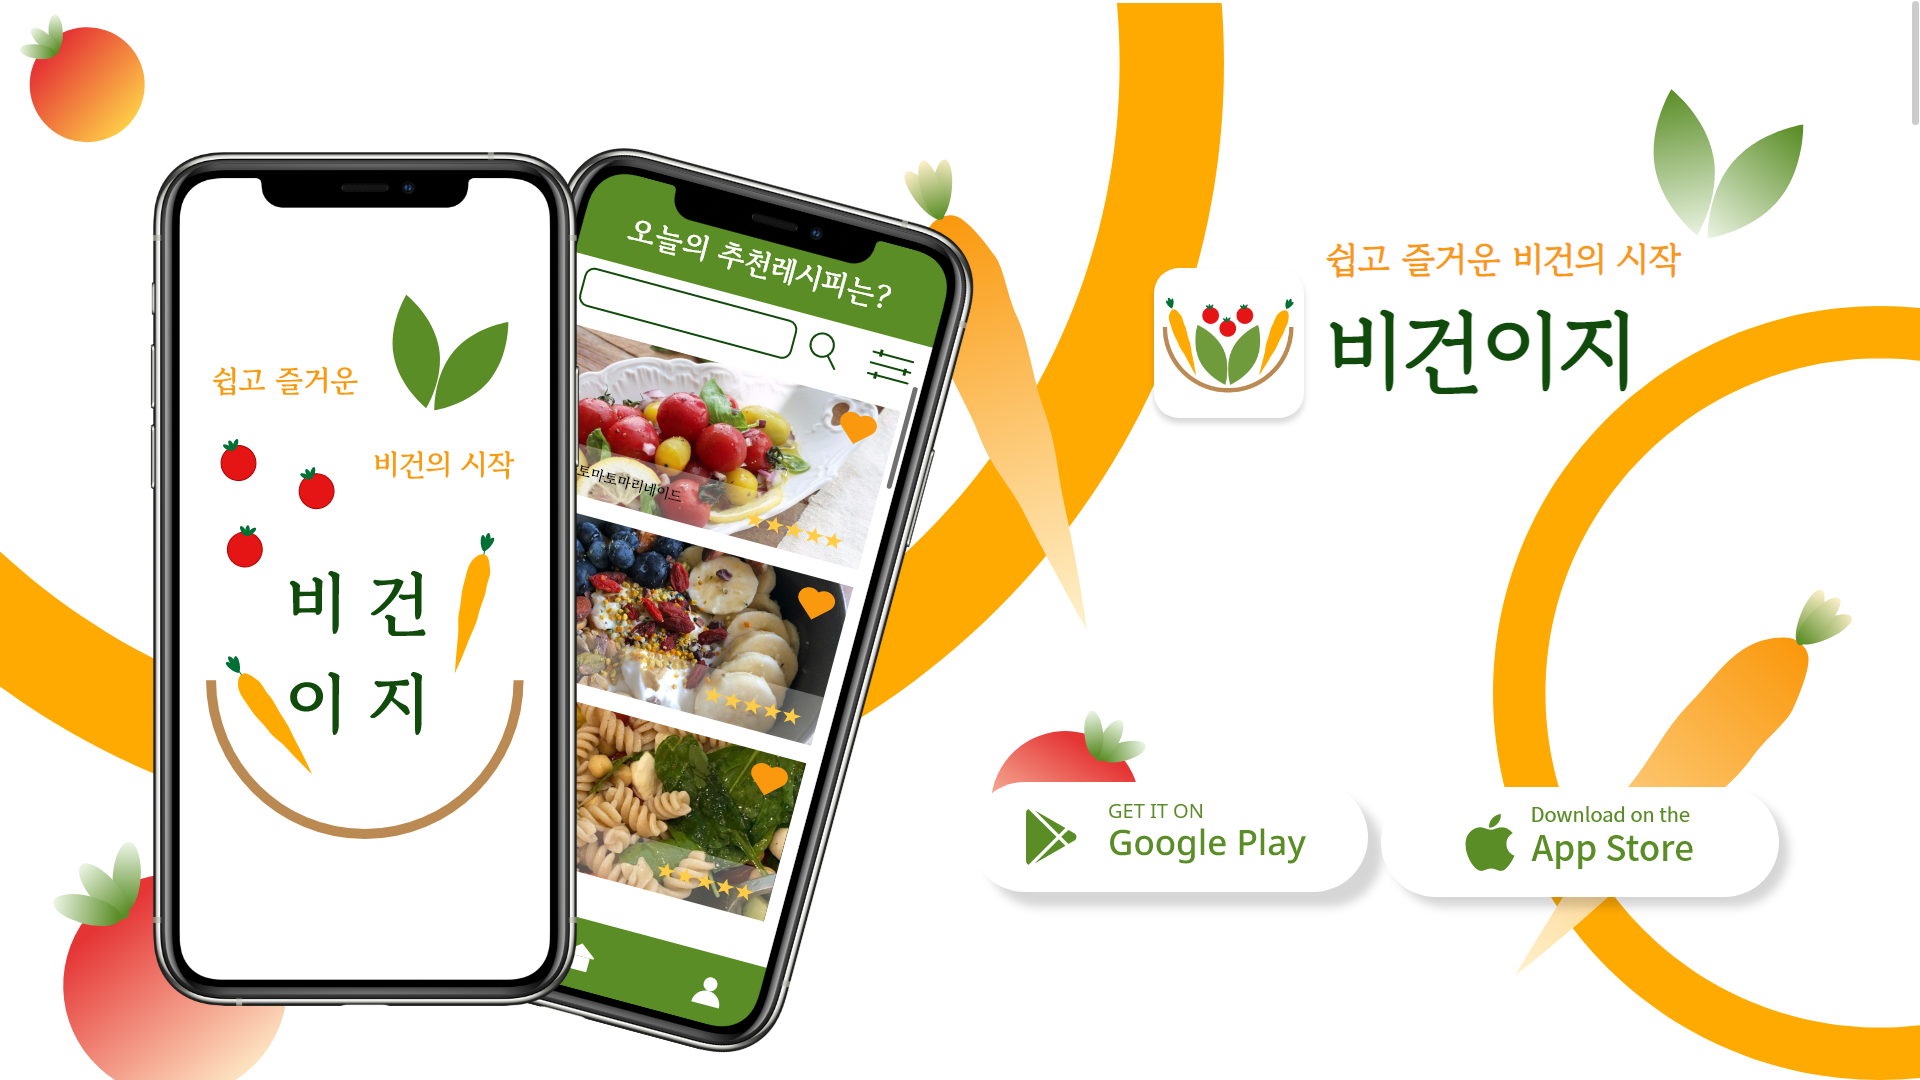 쉽고 즐거운
비건의 시작
비 건
이 지
오늘의 추천레시피는?
토마토마리네이드
쉽고 즐거운 비건의 시작
비건이지
GET IT ON
Google Play
Download on the
App Store